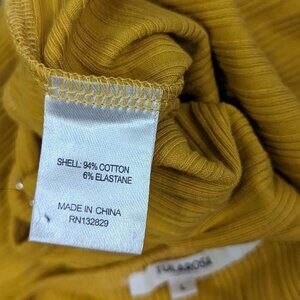 SHELL: 94% COTTON
6% ELASTANE
MADE IN CHINA
RN132829